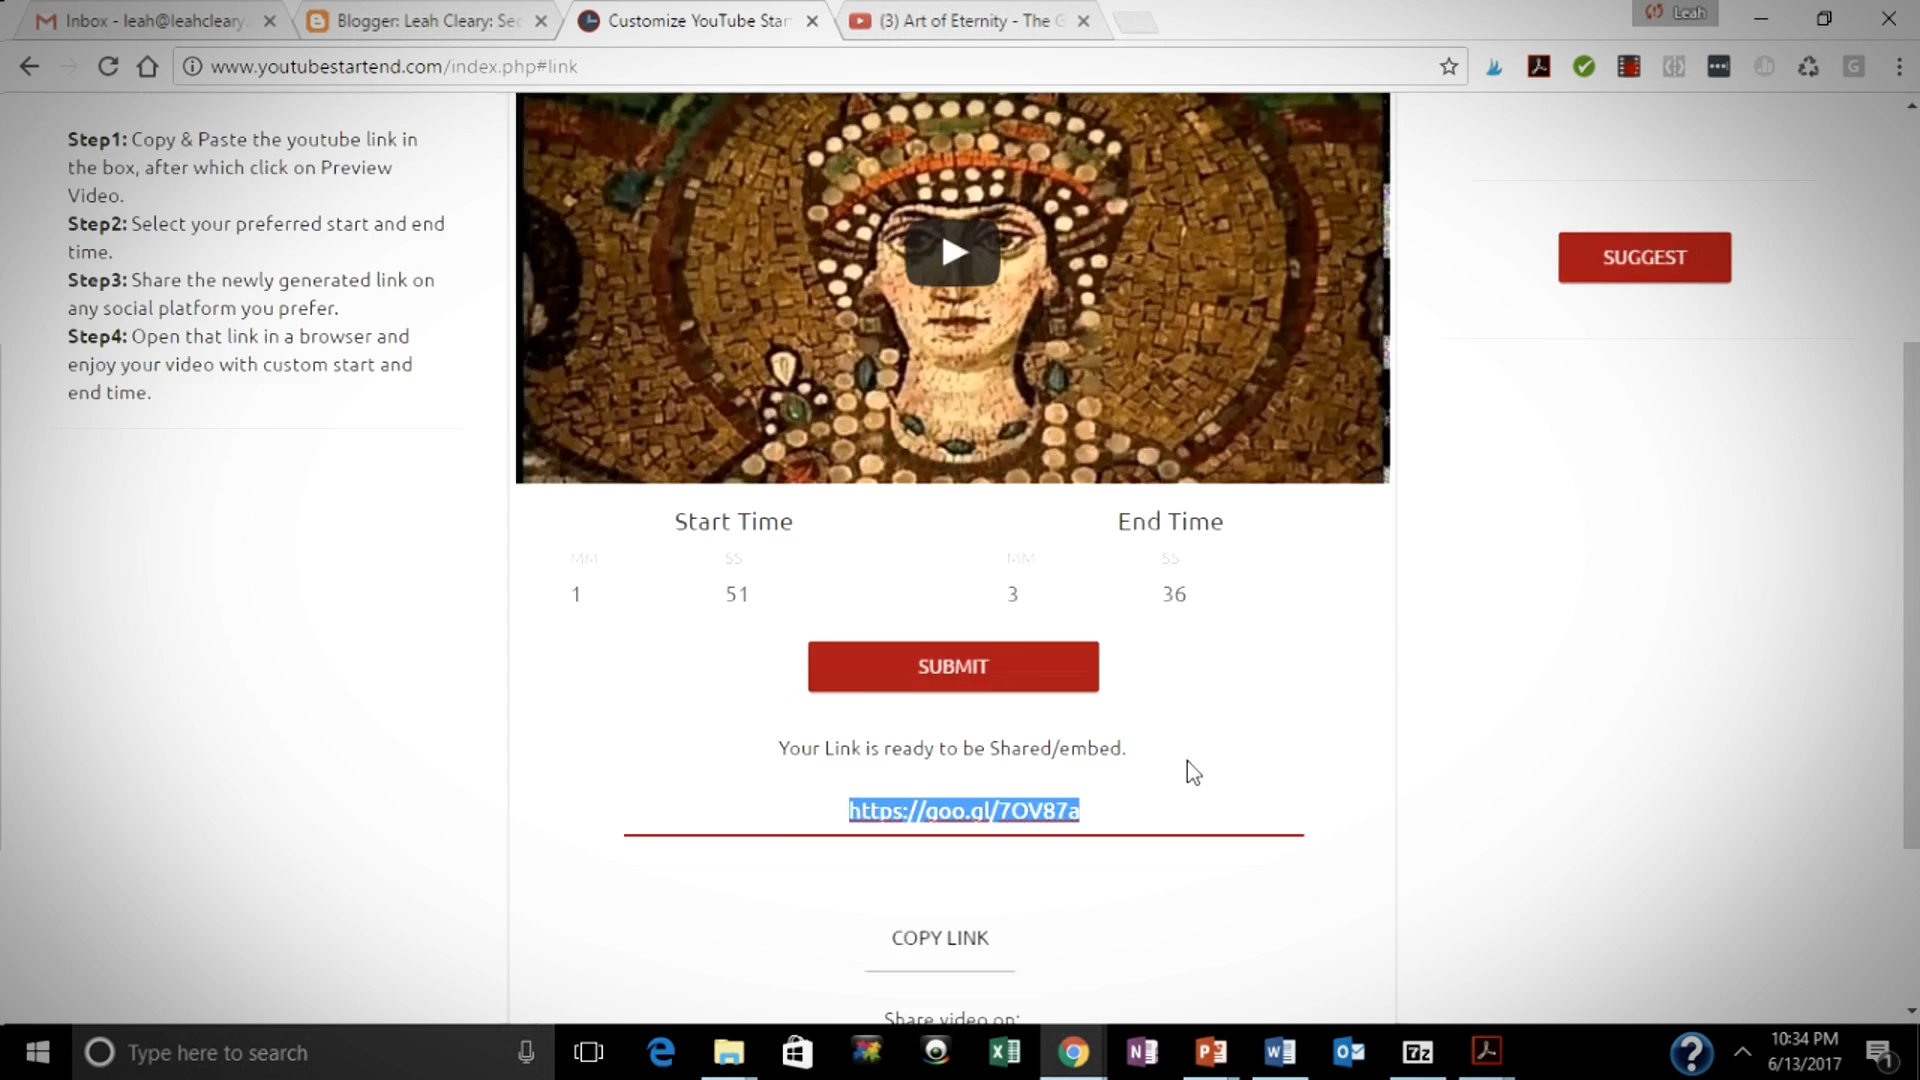 Inbox - leah@leahcleary.
Blogger: Leah Cleary: Sec
Customize YouTube Star
(3) Art of Eternity - The G
Leah
www.youtubestartend.com/index.php#link
Step1: Copy & Paste the youtube link in
the box, after which click on Preview
Video.
Step2: Select your preferred start and end
time.
Step3: Share the newly generated link on
any social platform you prefer.
Step4: Open that link in a browser and
enjoy your video with custom start and
end time.
SUGGEST
Start Time
End Time
MM SS MM SS
1 51 3 36
SUBMIT
Your Link is ready to be Shared/embed.
https://goo.gl/7OV87a
COPY LINK
Share video on:
Type here to search
10:34 PM
6/13/2017